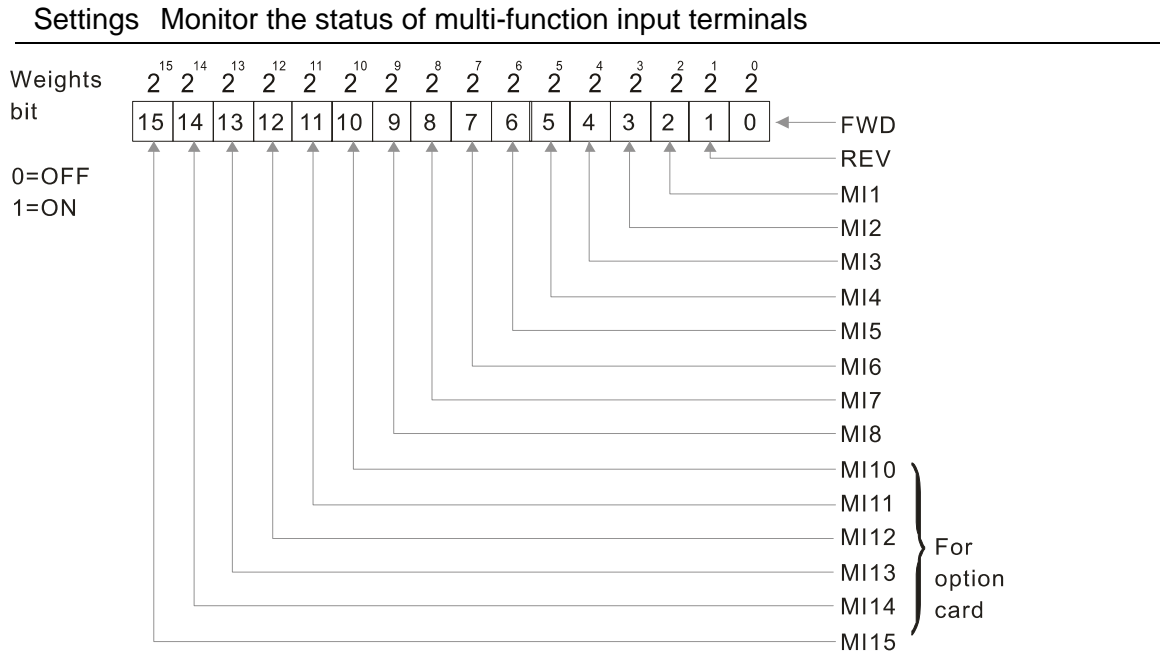 Settings Monitor the status of multi-function input terminals
Weights 2^15 2^14 2^13 2^12 2^11 2^10 2^9 2^8 2^7 2^6 2^5 2^4 2^3 2^2 2^1 2^0
bit 15 14 13 12 11 10 9 8 7 6 5 4 3 2 1 0 FWD
REV
0=OFF
MI1
1=ON
MI2
MI3
MI4
MI5
MI6
MI7
MI8
MI10
MI11
MI12
For
MI13
option
MI14
card
MI15